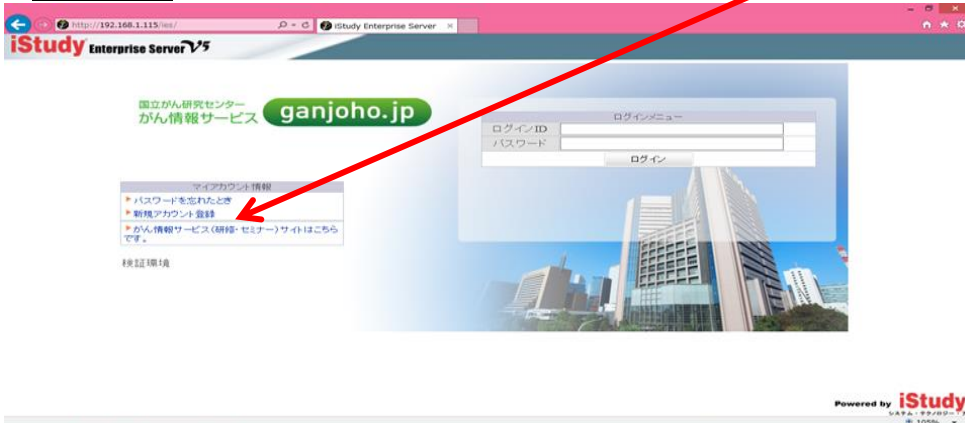 http://192.168.1.115/ies/
iStudy Enterprise Server
iStudy Enterprise Server V5
国立がん研究センター
がん情報サービス
ganjoho.jp
ログインメニュー
ログインID
パスワード
ログイン
マイアカウント情報
パスワードを忘れたとき
新規アカウント登録
がん情報サービス(研修・セミナー)サイトはこちら
です。
検証環境
Powered by iStudy